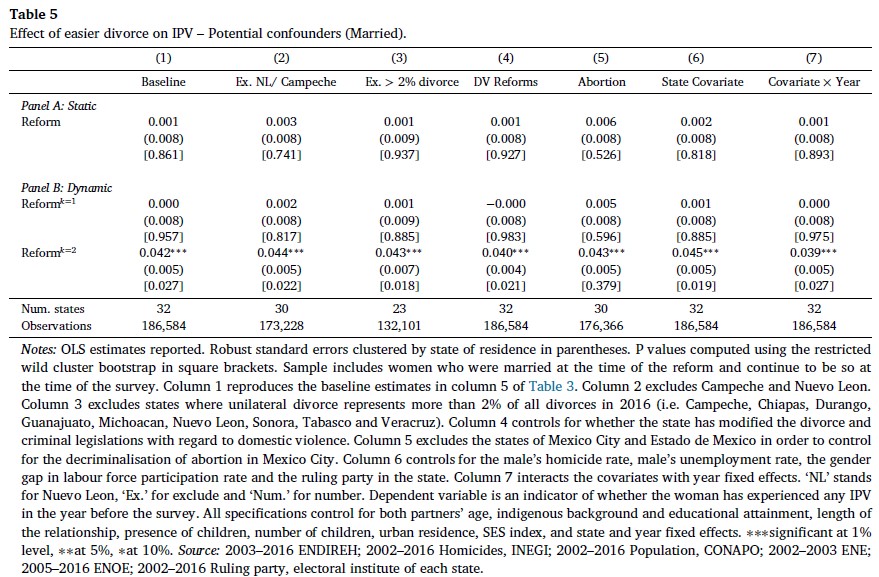 Table 5
Effect of easier divorce on IPV – Potential confounders (Married).
(1) (2) (3) (4) (5) (6) (7)
Baseline Ex. NL/ Campeche Ex. > 2% divorce DV Reforms Abortion State Covariate Covariate × Year
Panel A: Static
Reform 0.001 0.003 0.001 0.001 0.006 0.002 0.001
(0.008) (0.008) (0.009) (0.008) (0.008) (0.008) (0.008)
[0.861] [0.741] [0.937] [0.927] [0.526] [0.818] [0.893]
Panel B: Dynamic
Reform^k=1 0.000 0.002 0.001 −0.000 0.005 0.001 0.000
(0.008) (0.008) (0.009) (0.008) (0.008) (0.008) (0.008)
[0.957] [0.817] [0.885] [0.983] [0.596] [0.885] [0.975]
Reform^k=2 0.042∗∗∗ 0.044∗∗∗ 0.043∗∗∗ 0.040∗∗∗ 0.043∗∗∗ 0.045∗∗∗ 0.039∗∗∗
(0.005) (0.005) (0.007) (0.004) (0.005) (0.005) (0.005)
[0.027] [0.022] [0.018] [0.021] [0.379] [0.019] [0.027]
Num. states 32 30 23 32 30 32 32
Observations 186,584 173,228 132,101 186,584 176,366 186,584 186,584
Notes: OLS estimates reported. Robust standard errors clustered by state of residence in parentheses. P values computed using the restricted
wild cluster bootstrap in square brackets. Sample includes women who were married at the time of the reform and continue to be so at
the time of the survey. Column 1 reproduces the baseline estimates in column 5 of Table 3. Column 2 excludes Campeche and Nuevo Leon.
Column 3 excludes states where unilateral divorce represents more than 2% of all divorces in 2016 (i.e. Campeche, Chiapas, Durango,
Guanajuato, Michoacan, Nuevo Leon, Sonora, Tabasco and Veracruz). Column 4 controls for whether the state has modified the divorce and
criminal legislations with regard to domestic violence. Column 5 excludes the states of Mexico City and Estado de Mexico in order to control
for the decriminalisation of abortion in Mexico City. Column 6 controls for the male's homicide rate, male's unemployment rate, the gender
gap in labour force participation rate and the ruling party in the state. Column 7 interacts the covariates with year fixed effects. ‘NL’ stands
for Nuevo Leon, ‘Ex.’ for exclude and ‘Num.’ for number. Dependent variable is an indicator of whether the woman has experienced any IPV
in the year before the survey. All specifications control for both partners’ age, indigenous background and educational attainment, length of
the relationship, presence of children, number of children, urban residence, SES index, and state and year fixed effects. ∗∗∗significant at 1%
level, ∗∗at 5%, ∗at 10%. Source: 2003–2016 ENDIREH; 2002–2016 Homicides, INEGI; 2002–2016 Population, CONAPO; 2002–2003 ENE;
2005–2016 ENOE; 2002–2016 Ruling party, electoral institute of each state.